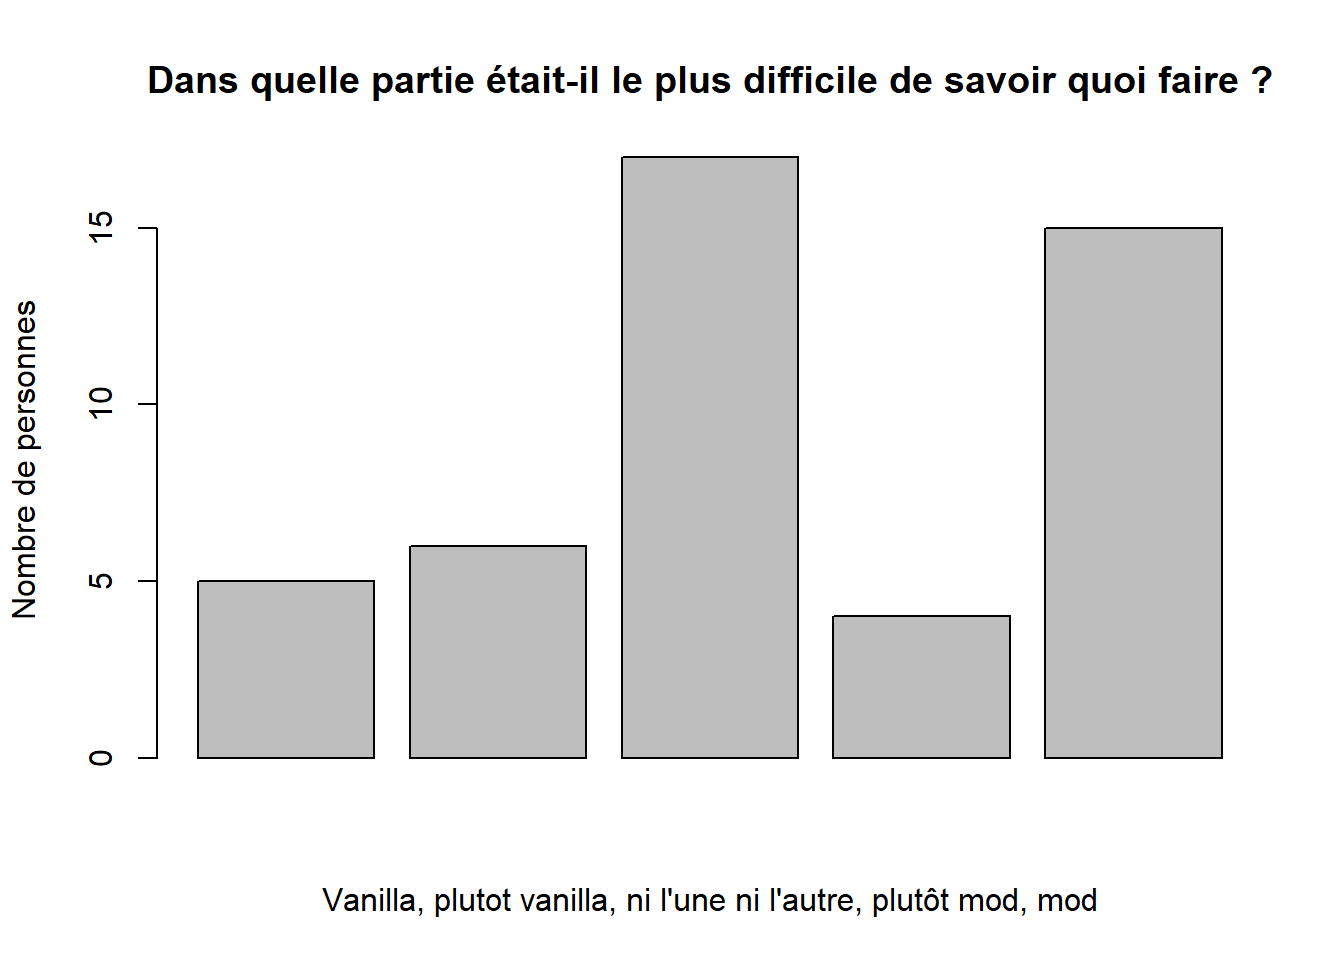 Dans quelle partie était-il le plus difficile de savoir quoi faire ?
Nombre de personnes
15
10
5
0
Vanilla, plutot vanilla, ni l'une ni l'autre, plutôt mod, mod